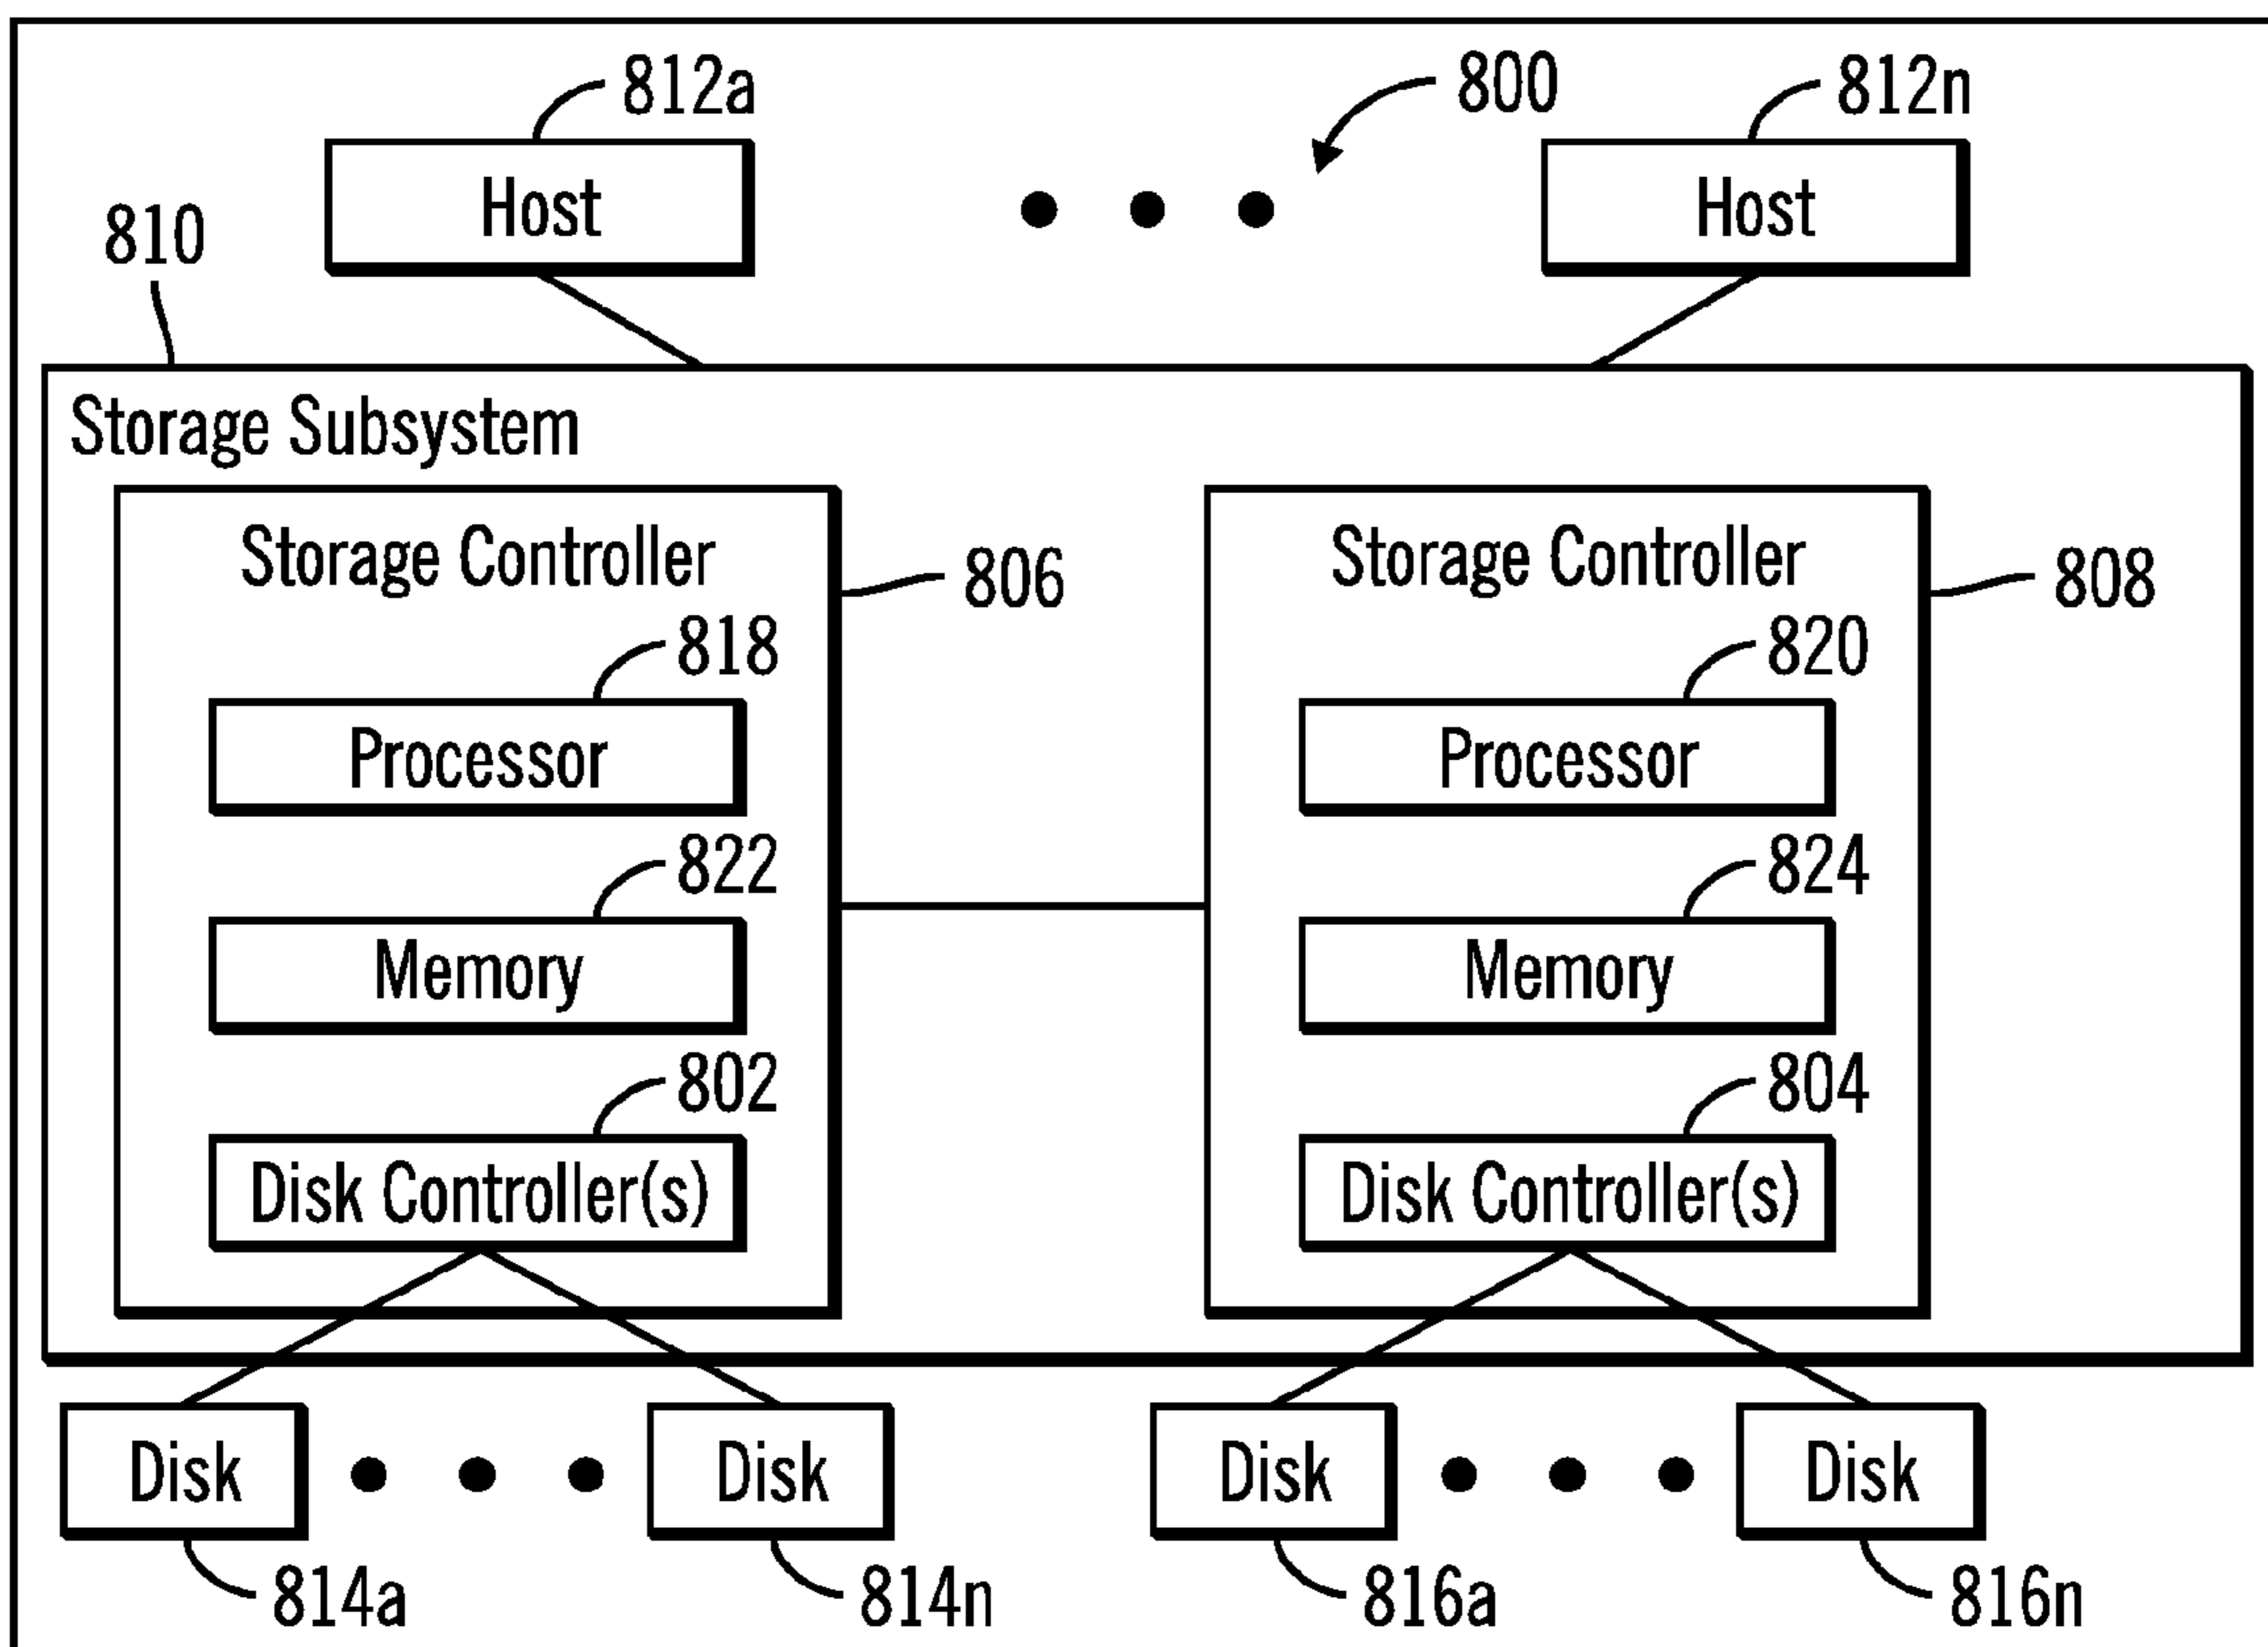 812a
800
812n
Host
Host
810
Storage Subsystem
Storage Controller
806
818
Processor
822
Memory
802
Disk Controller(s)
Storage Controller
808
820
Processor
824
Memory
804
Disk Controller(s)
Disk
Disk
Disk
Disk
814a
814n
816a
816n